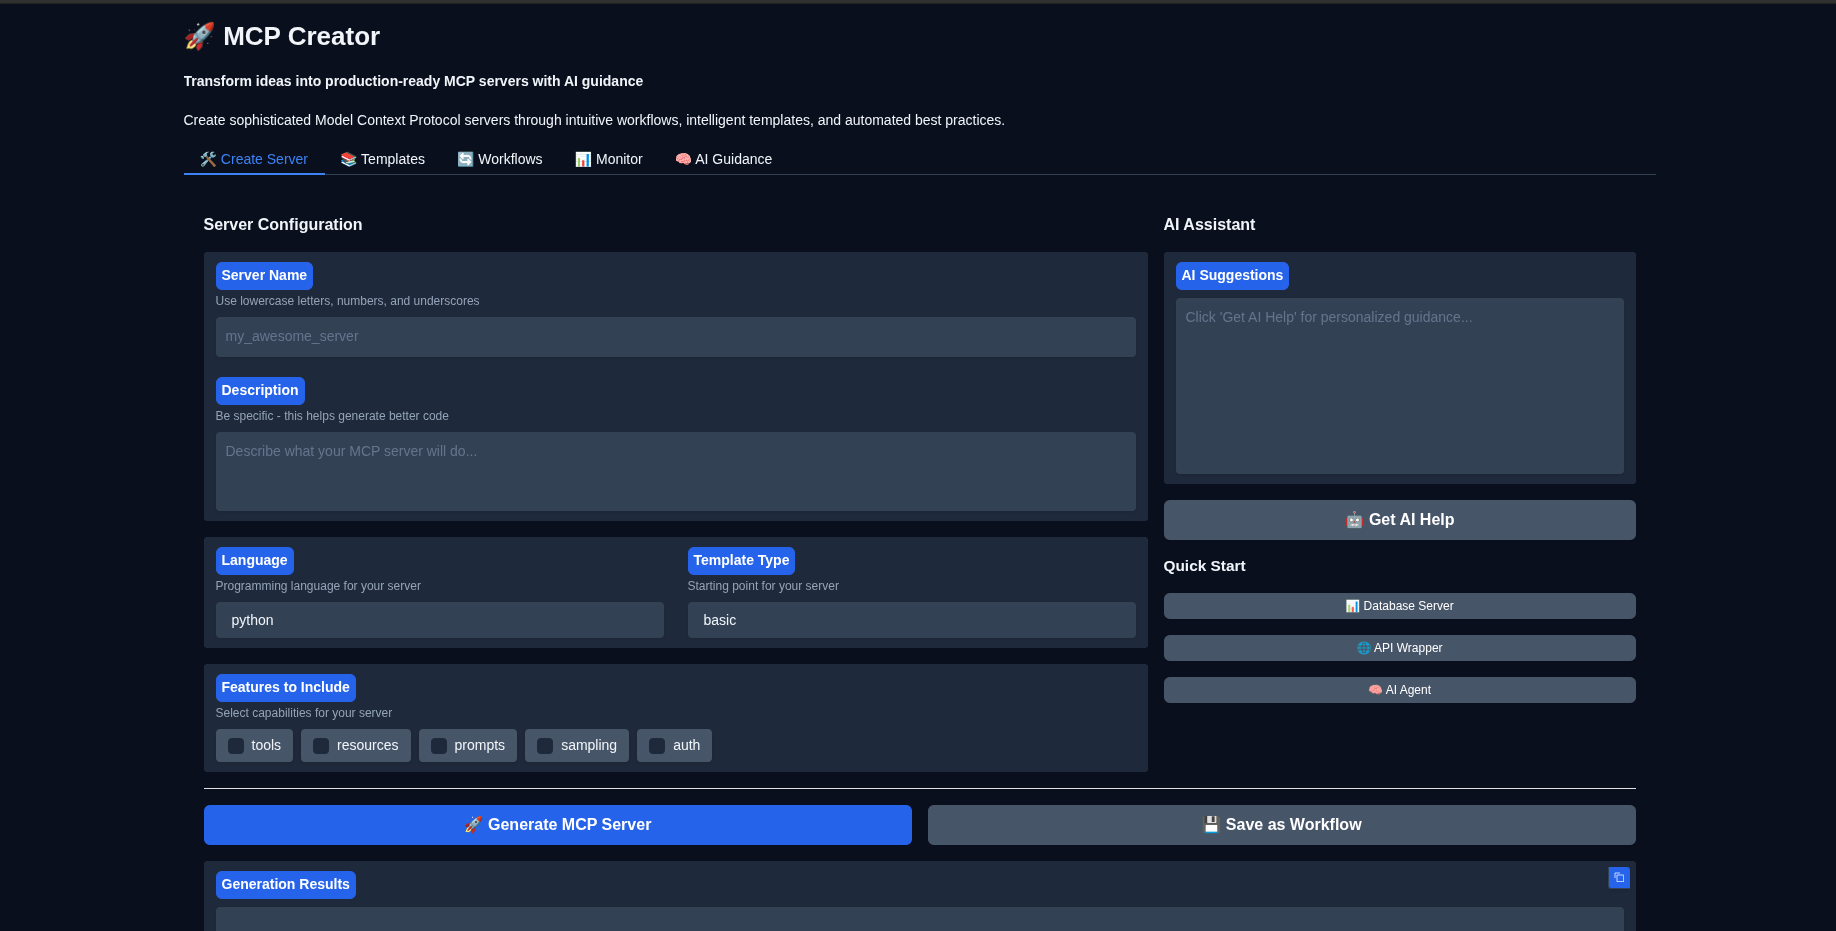 🚀 MCP Creator
Transform ideas into production-ready MCP servers with AI guidance
Create sophisticated Model Context Protocol servers through intuitive workflows, intelligent templates, and automated best practices.
🛠️ Create Server 📚 Templates 🔄 Workflows 📊 Monitor 🧠 AI Guidance
Server Configuration
Server Name
Use lowercase letters, numbers, and underscores
my_awesome_server
Description
Be specific - this helps generate better code
Describe what your MCP server will do...
Language
Programming language for your server
python
Template Type
Starting point for your server
basic
Features to Include
Select capabilities for your server
tools resources prompts sampling auth
AI Assistant
AI Suggestions
Click 'Get AI Help' for personalized guidance...
🤖 Get AI Help
Quick Start
📊 Database Server
🌐 API Wrapper
🧠 AI Agent
🚀 Generate MCP Server
💾 Save as Workflow
Generation Results